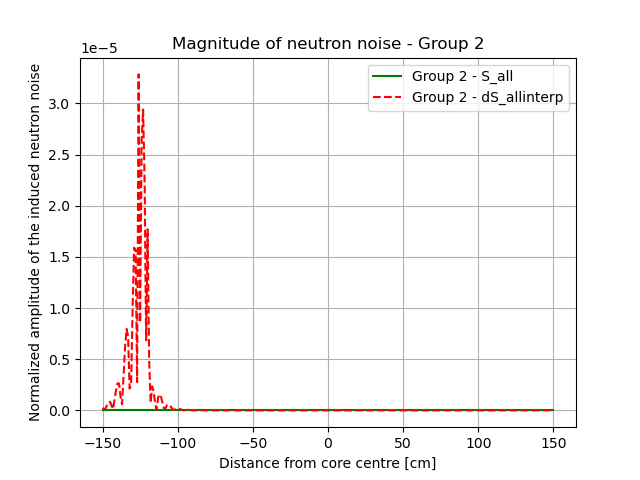 Magnitude of neutron noise - Group 2
1e−5
Group 2 - S_all
Group 2 - dS_allinterp
Normalized amplitude of the induced neutron noise
3.0
2.5
2.0
1.5
1.0
0.5
0.0
−150 −100 −50 0 50 100 150
Distance from core centre [cm]